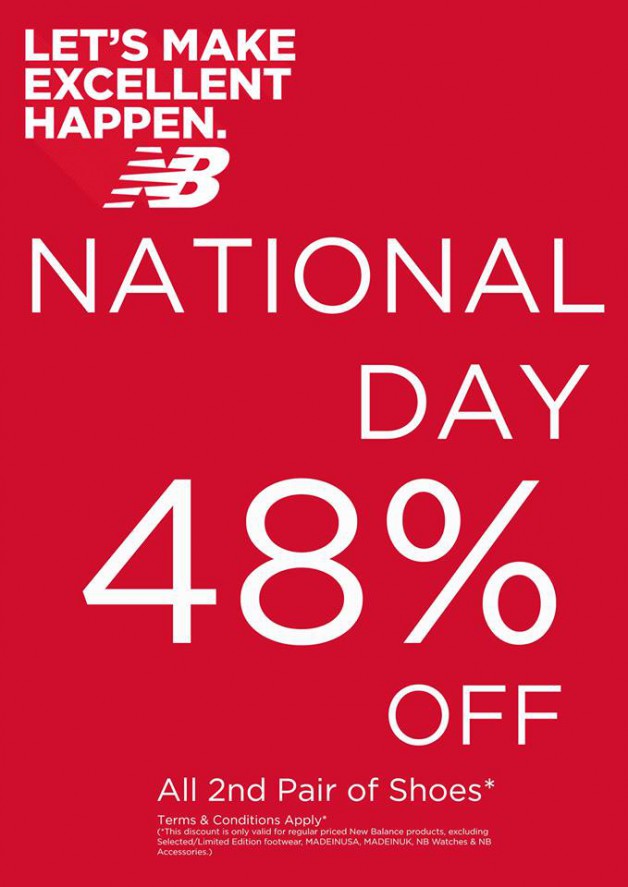 LET'S MAKE
EXCELLENT
HAPPEN.
NB
NATIONAL
DAY
48%
OFF
All 2nd Pair of Shoes*
Terms & Conditions Apply*
(*This discount is only valid for regular priced New Balance products, excluding
Selected/Limited Edition footwear, MADEINUSA, MADEINUK, NB Watches & NB
Accessories.)